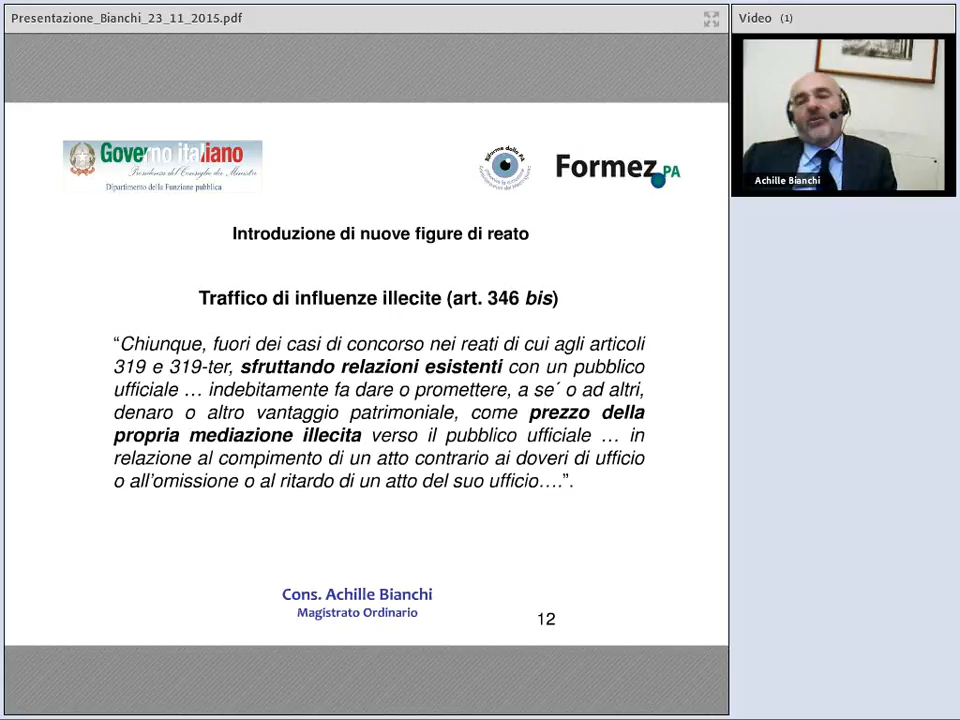 Presentazione_Bianchi_23_11_2015.pdf
Video (1)
Governo italiano
Presidenza del Consiglio dei Ministri
Dipartimento della Funzione pubblica
Riforma della PA
Formez PA
Achille Bianchi
Introduzione di nuove figure di reato
Traffico di influenze illecite (art. 346 bis)
“Chiunque, fuori dei casi di concorso nei reati di cui agli articoli
319 e 319-ter, sfruttando relazioni esistenti con un pubblico
ufficiale … indebitamente fa dare o promettere, a se´ o ad altri,
denaro o altro vantaggio patrimoniale, come prezzo della
propria mediazione illecita verso il pubblico ufficiale … in
relazione al compimento di un atto contrario ai doveri di ufficio
o all’omissione o al ritardo di un atto del suo ufficio….”.
Cons. Achille Bianchi
Magistrato Ordinario
12